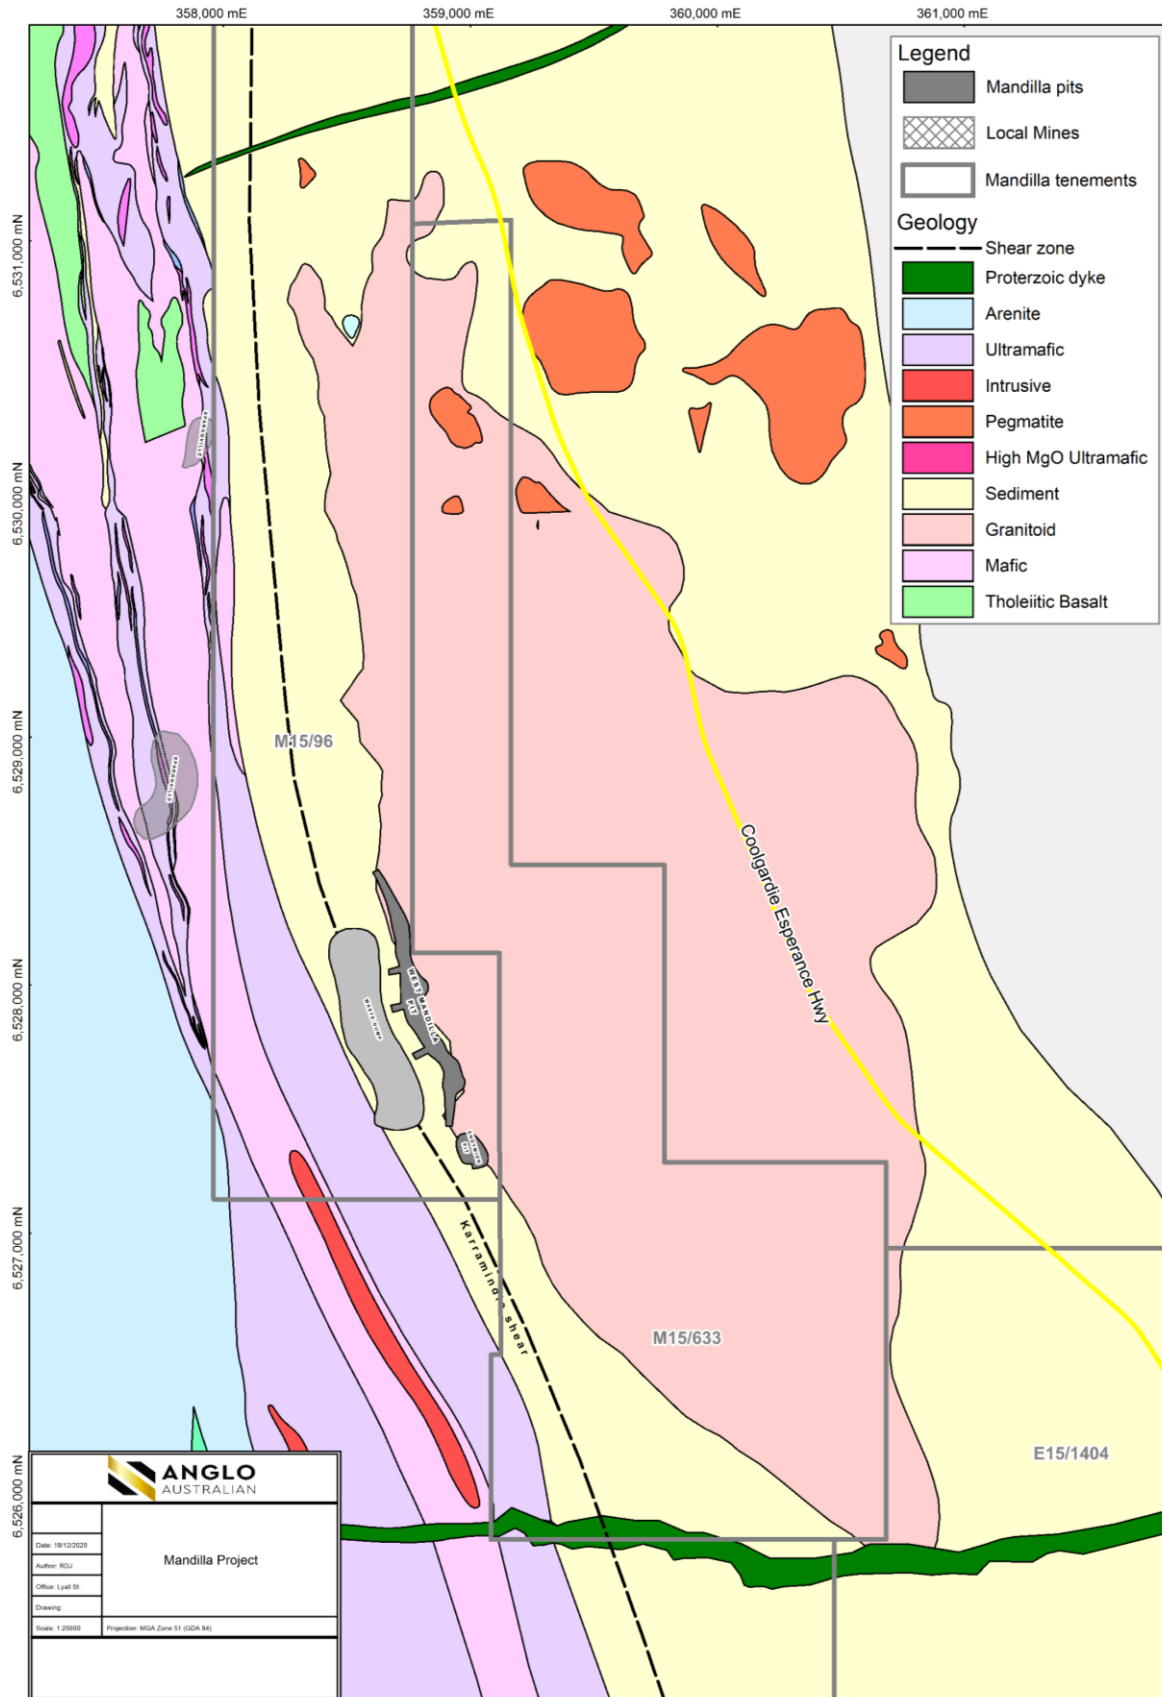 358,000 mE
359,000 mE
360,000 mE
361,000 mE
Legend
Mandilla pits
Local Mines
Mandilla tenements
Geology
Shear zone
Proterzoic dyke
Arenite
Ultramafic
Intrusive
Pegmatite
High MgO Ultramafic
Sediment
Granitoid
Mafic
Tholeiitic Basalt
6,531,000 mN
6,530,000 mN
6,529,000 mN
6,528,000 mN
6,527,000 mN
6,526,000 mN
SPARGOVILLE
SPARGOVILLE
M15/96
Coolgardie Esperance Hwy
WEST MANDILLA
PIT
WASTE DUMP
PIT
Karramindie shear
M15/633
E15/1404
ANGLO
AUSTRALIAN
Mandilla Project
Date: 18/12/2020
Author: RDJ
Office: Lyall St.
Drawing:
Scale: 1:25000
Projection: MGA Zone 51 (GDA 94)